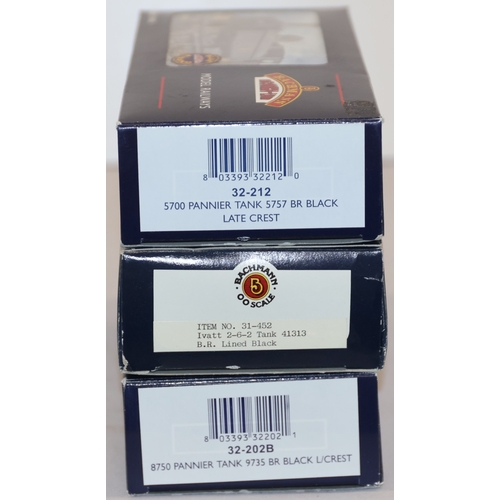 BACHMANN
MODEL RAILWAYS
8 03393 32212 0
32-212
5700 PANNIER TANK 5757 BR BLACK
LATE CREST
BACHMANN
OO SCALE
ITEM NO. 31-452
Ivatt 2-6-2 Tank 41313
B.R. Lined Black
8 03393 32202 1
32-202B
8750 PANNIER TANK 9735 BR BLACK L/CREST